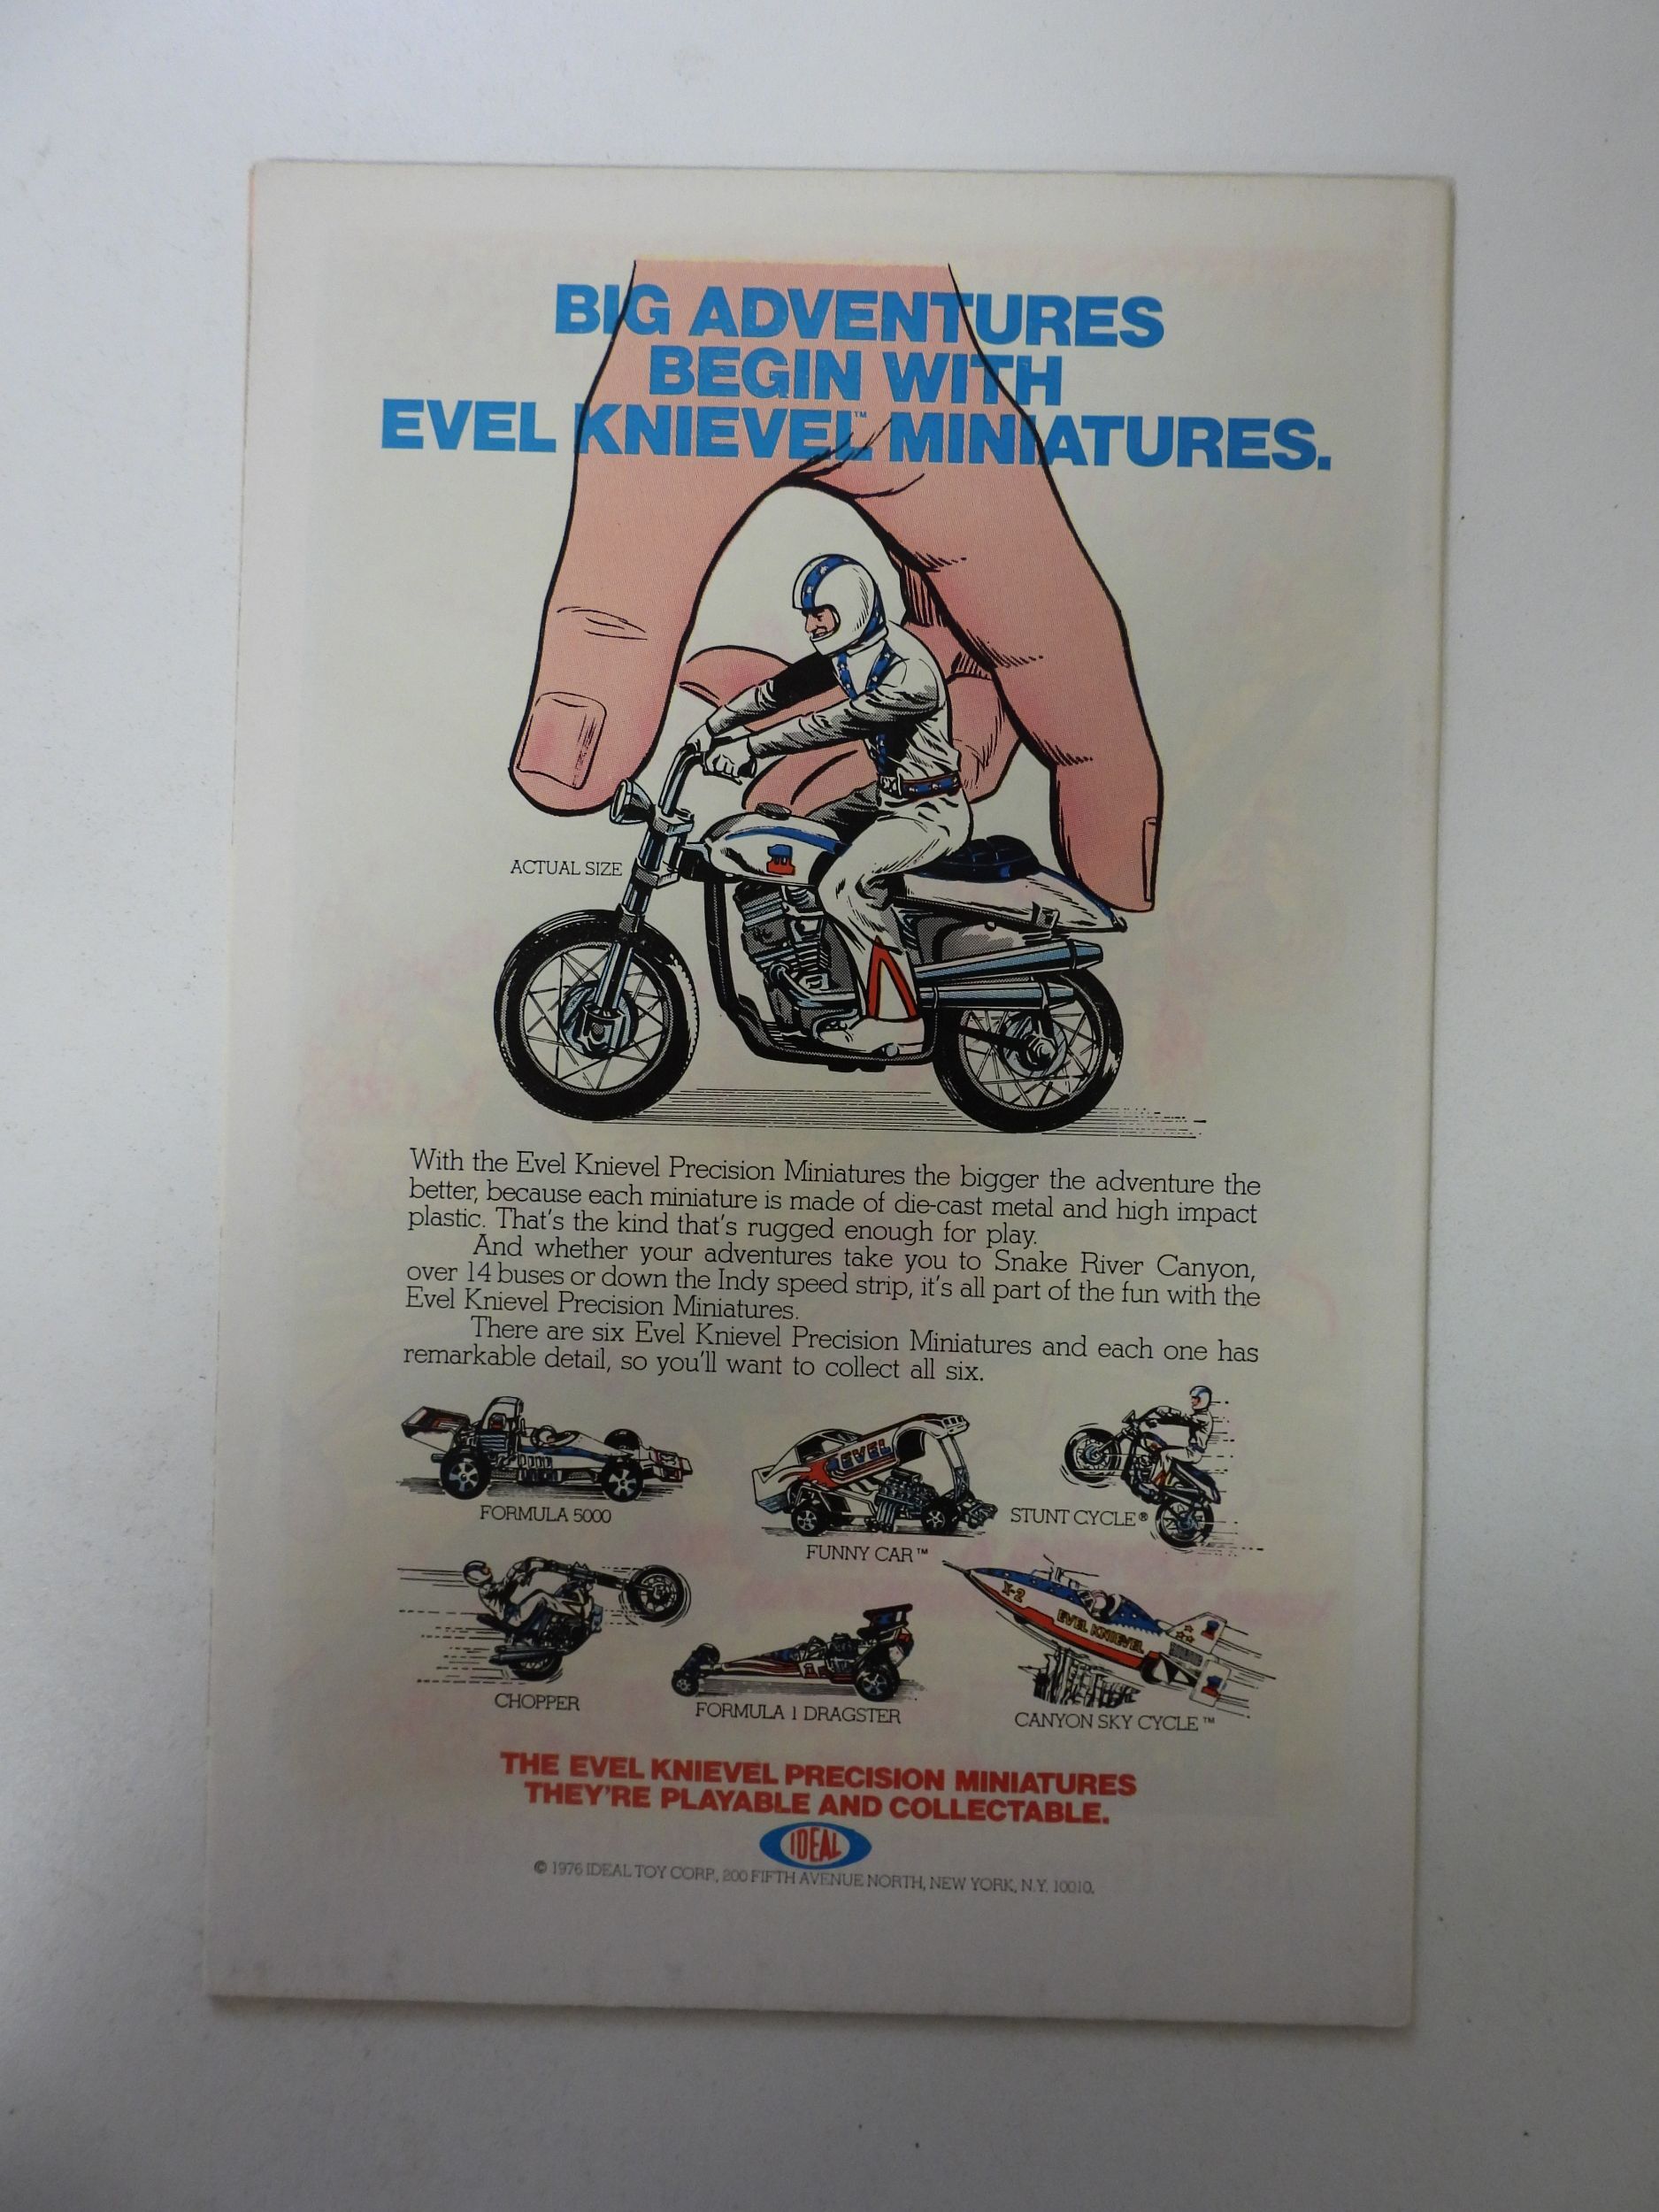 BIG ADVENTURES
BEGIN WITH
EVEL KNIEVEL™ MINIATURES.
ACTUAL SIZE
1
With the Evel Knievel Precision Miniatures the bigger the adventure the
better, because each miniature is made of die-cast metal and high impact
plastic. That's the kind that's rugged enough for play.
And whether your adventures take you to Snake River Canyon,
over 14 buses or down the Indy speed strip, it's all part of the fun with the
Evel Knievel Precision Miniatures.
There are six Evel Knievel Precision Miniatures and each one has
remarkable detail, so you'll want to collect all six.
FORMULA 5000
EVEL
FUNNY CAR™
STUNT CYCLE®
CHOPPER
FORMULA 1 DRAGSTER
X-2
EVEL KNIEVEL
CANYON SKY CYCLE™
THE EVEL KNIEVEL PRECISION MINIATURES
THEY'RE PLAYABLE AND COLLECTABLE.
IDEAL
© 1976 IDEAL TOY CORP., 200 FIFTH AVENUE NORTH, NEW YORK, N.Y. 10010.